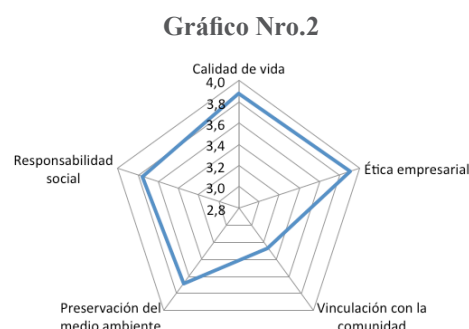 Gráfico Nro.2
Calidad de vida
4,0
3,8
3,6
3,4
3,2
3,0
2,8
Responsabilidad
social
Ética empresarial
Preservación del
medio ambiente
Vinculación con la
comunidad